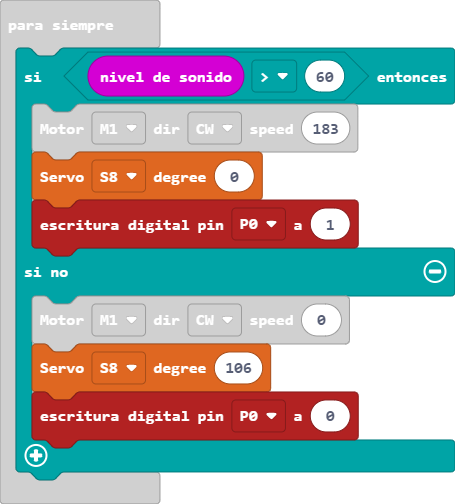 para siempre
si nivel de sonido > 60 entonces
Motor M1 dir CW speed 183
Servo S8 degree 0
escritura digital pin P0 a 1
si no
Motor M1 dir CW speed 0
Servo S8 degree 106
escritura digital pin P0 a 0